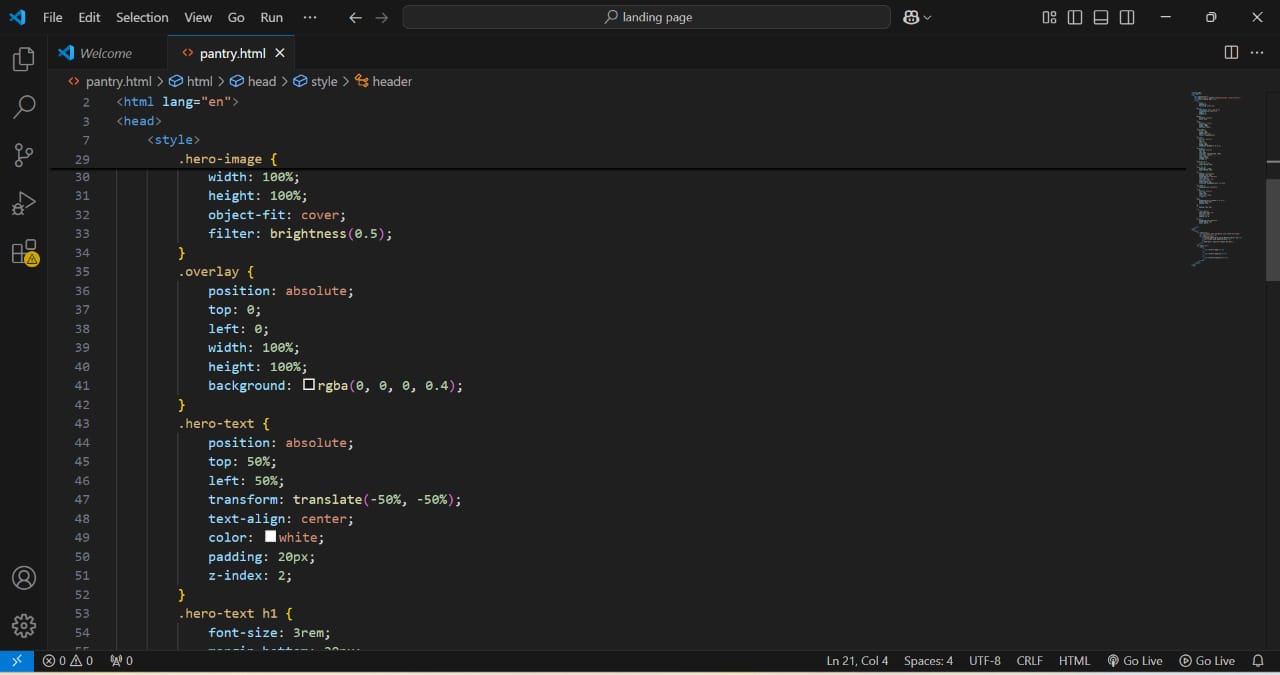 File Edit Selection View Go Run ··· landing page
Welcome pantry.html
pantry.html > html > head > style > header
2 <html lang="en">
3 <head>
7 <style>
29 .hero-image {
30 width: 100%;
31 height: 100%;
32 object-fit: cover;
33 filter: brightness(0.5);
34 }
35 .overlay {
36 position: absolute;
37 top: 0;
38 left: 0;
39 width: 100%;
40 height: 100%;
41 background: rgba(0, 0, 0, 0.4);
42 }
43 .hero-text {
44 position: absolute;
45 top: 50%;
46 left: 50%;
47 transform: translate(-50%, -50%);
48 text-align: center;
49 color: white;
50 padding: 20px;
51 z-index: 2;
52 }
53 .hero-text h1 {
54 font-size: 3rem;
0 0 0 Ln 21, Col 4 Spaces: 4 UTF-8 CRLF HTML Go Live Go Live